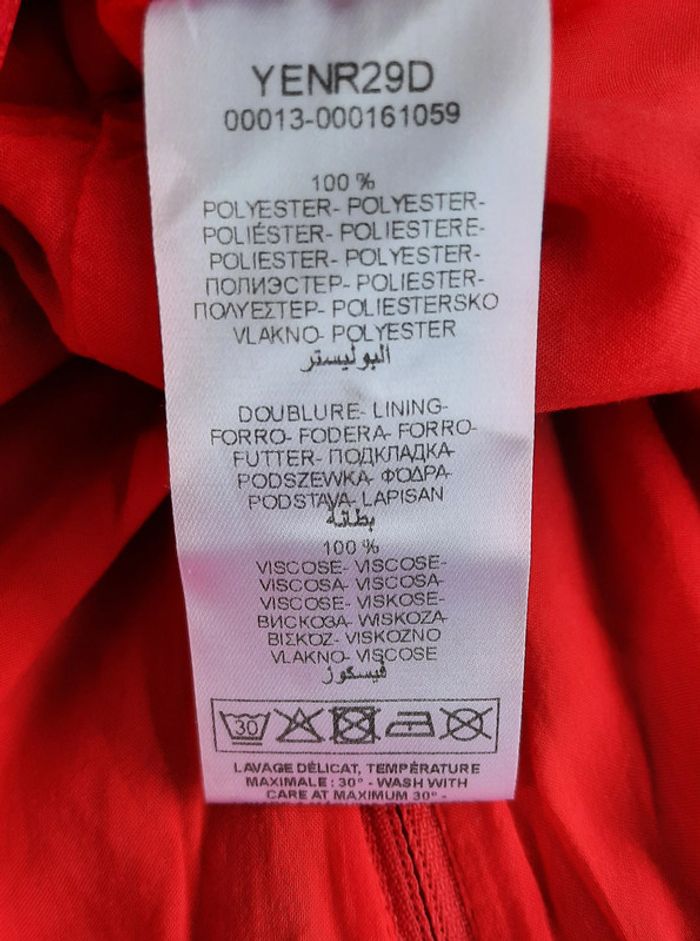 YENR29D
00013-000161059
100 %
POLYESTER- POLYESTER-
POLIÉSTER- POLIESTERE-
POLIESTER- POLYESTER-
ПОЛИЭСТЕР- POLIESTER-
ΠΟΛΥΕΣΤΕΡ- POLIESTERSKO
VLAKNO- POLYESTER
البوليستر
DOUBLURE- LINING-
FORRO- FODERA- FORRO-
FUTTER- ПОДКЛАДКА-
PODSZEWKA- ΦΌΔΡΑ-
PODSTAVA- LAPISAN
بطانة
100 %
VISCOSE- VISCOSE-
VISCOSA- VISCOSA-
VISCOSE- VISKOSE-
ВИСКОЗА- WISKOZA-
ΒΙΣΚΌΖ- VISKOZNO
VLAKNO- VISCOSE
فيسكوز
30
LAVAGE DÉLICAT, TEMPÉRATURE
MAXIMALE : 30° - WASH WITH
CARE AT MAXIMUM 30° -